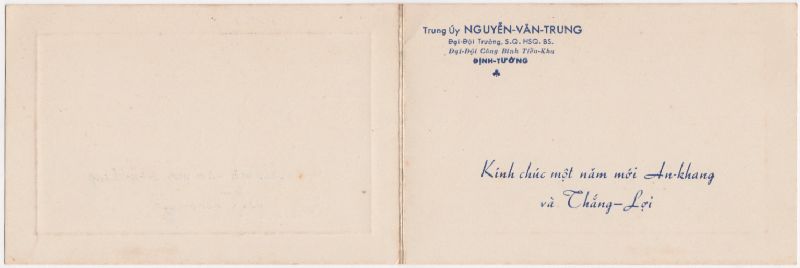 Trung Úy NGUYỄN-VĂN-TRUNG
Đại-Đội Trưởng, S.Q. HSQ. BS.
Đại-Đội Công Binh Tiền-Khu
ĐỊNH-TƯỜNG
Kính chúc một năm mới An-khang
và Thắng-Lợi